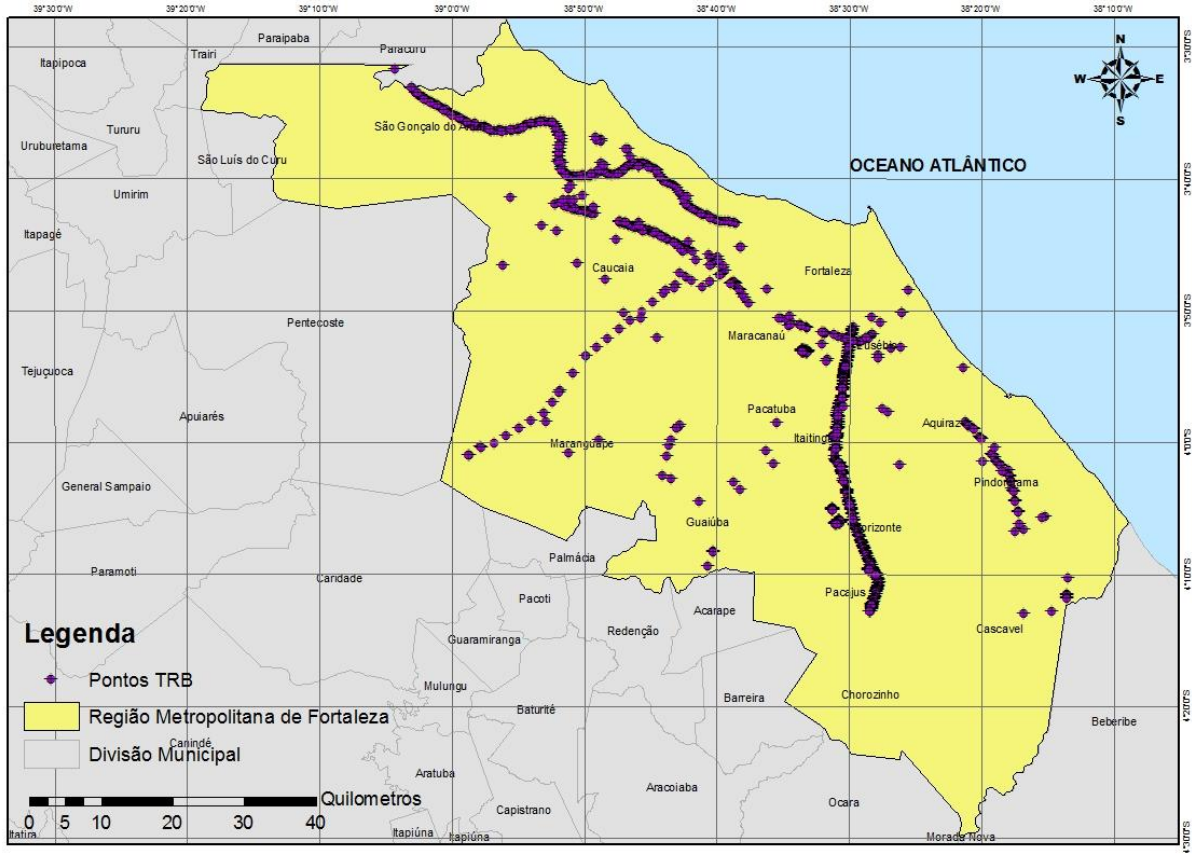 39°30'0"O
39°20'0"O
39°10'0"O
39°0'0"O
38°50'0"O
38°40'0"O
38°30'0"O
38°20'0"O
38°10'0"O
Paraipaba
Trairi
Paracuru
Itapipoca
N
W
E
S
Tururu
São Gonçalo do
Uruburetama
São Luís do Curu
OCEANO ATLÂNTICO
Umirim
Itapagé
Caucaia
Fortaleza
Pentecoste
Maracanaú
Eusébio
Tejuçuoca
Apuiarés
Pacatuba
Aquiraz
Itaitinga
Maranguape
General Sampaio
Pindoretama
Guaiúba
Horizonte
Palmácia
Paramoti
Caridade
Pacajus
Pacoti
Acarape
Cascavel
Redenção
Guaramiranga
Legenda
Pontos TRB
Mulungu
Barreira
Chorozinho
Baturité
Região Metropolitana de Fortaleza
Beberibe
Canindé
Divisão Municipal
Aratuba
Aracoiaba
Quilometros
Ocara
Capistrano
0 5 10 20 30 40
Itatira
Itapiúna
Itapiúna
Morada Nova